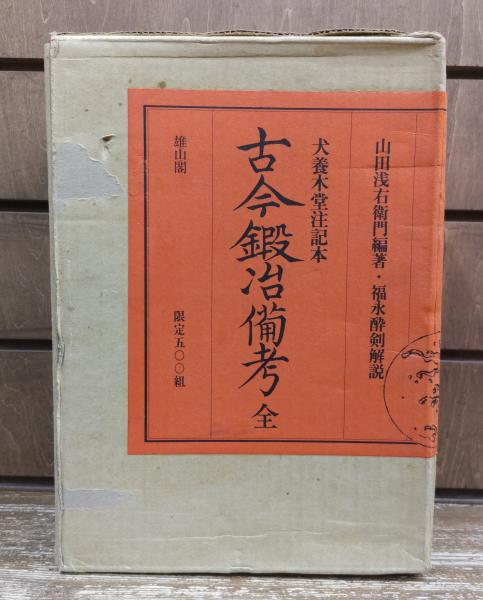 山田浅右衛門編著・福永酔剣解説
犬養木堂注記本
古今鍛冶備考 全
雄山閣
限定五〇〇組